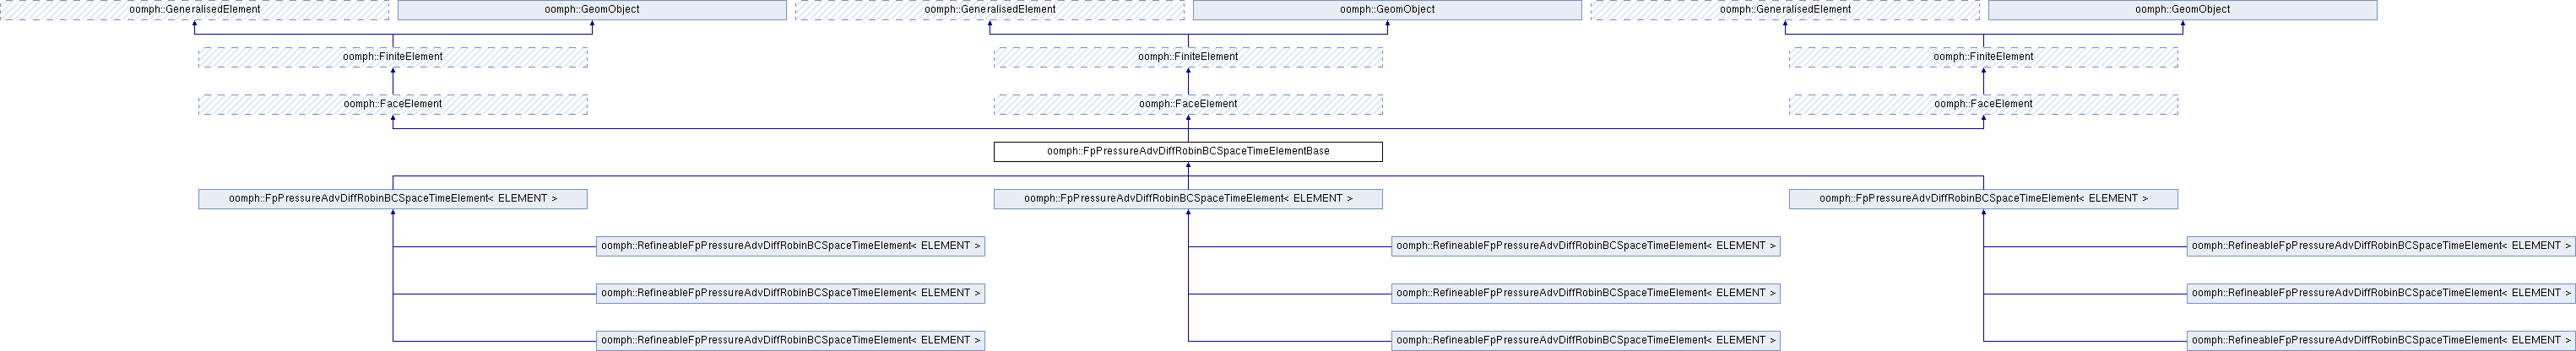 oomph::GeneralisedElement
oomph::GeomObject
oomph::GeneralisedElement
oomph::GeomObject
oomph::GeneralisedElement
oomph::GeomObject
oomph::FiniteElement
oomph::FiniteElement
oomph::FiniteElement
oomph::FaceElement
oomph::FaceElement
oomph::FaceElement
oomph::FpPressureAdvDiffRobinBCSpaceTimeElementBase
oomph::FpPressureAdvDiffRobinBCSpaceTimeElement< ELEMENT >
oomph::FpPressureAdvDiffRobinBCSpaceTimeElement< ELEMENT >
oomph::FpPressureAdvDiffRobinBCSpaceTimeElement< ELEMENT >
oomph::RefineableFpPressureAdvDiffRobinBCSpaceTimeElement< ELEMENT >
oomph::RefineableFpPressureAdvDiffRobinBCSpaceTimeElement< ELEMENT >
oomph::RefineableFpPressureAdvDiffRobinBCSpaceTimeElement< ELEMENT >
oomph::RefineableFpPressureAdvDiffRobinBCSpaceTimeElement< ELEMENT >
oomph::RefineableFpPressureAdvDiffRobinBCSpaceTimeElement< ELEMENT >
oomph::RefineableFpPressureAdvDiffRobinBCSpaceTimeElement< ELEMENT >
oomph::RefineableFpPressureAdvDiffRobinBCSpaceTimeElement< ELEMENT >
oomph::RefineableFpPressureAdvDiffRobinBCSpaceTimeElement< ELEMENT >
oomph::RefineableFpPressureAdvDiffRobinBCSpaceTimeElement< ELEMENT >